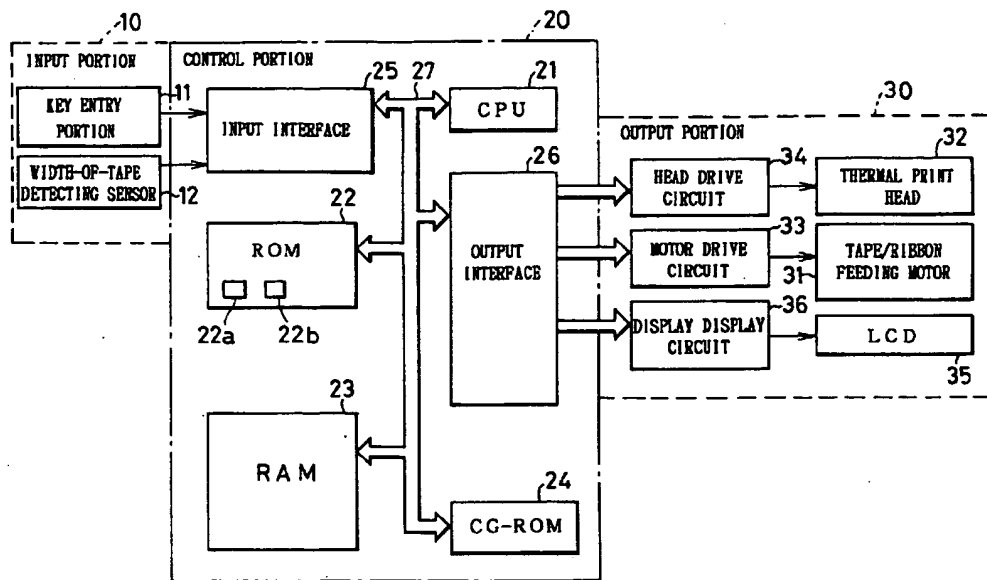 10
INPUT PORTION
11
KEY ENTRY
PORTION
WIDTH-OF-TAPE
DETECTING SENSOR
12
20
CONTROL PORTION
25
INPUT INTERFACE
27
21
CPU
22
ROM
22a
22b
26
OUTPUT
INTERFACE
23
RAM
24
CG-ROM
30
OUTPUT PORTION
34
HEAD DRIVE
CIRCUIT
32
THERMAL PRINT
HEAD
33
MOTOR DRIVE
CIRCUIT
TAPE/RIBBON
FEEDING MOTOR
31
36
DISPLAY DISPLAY
CIRCUIT
LCD
35